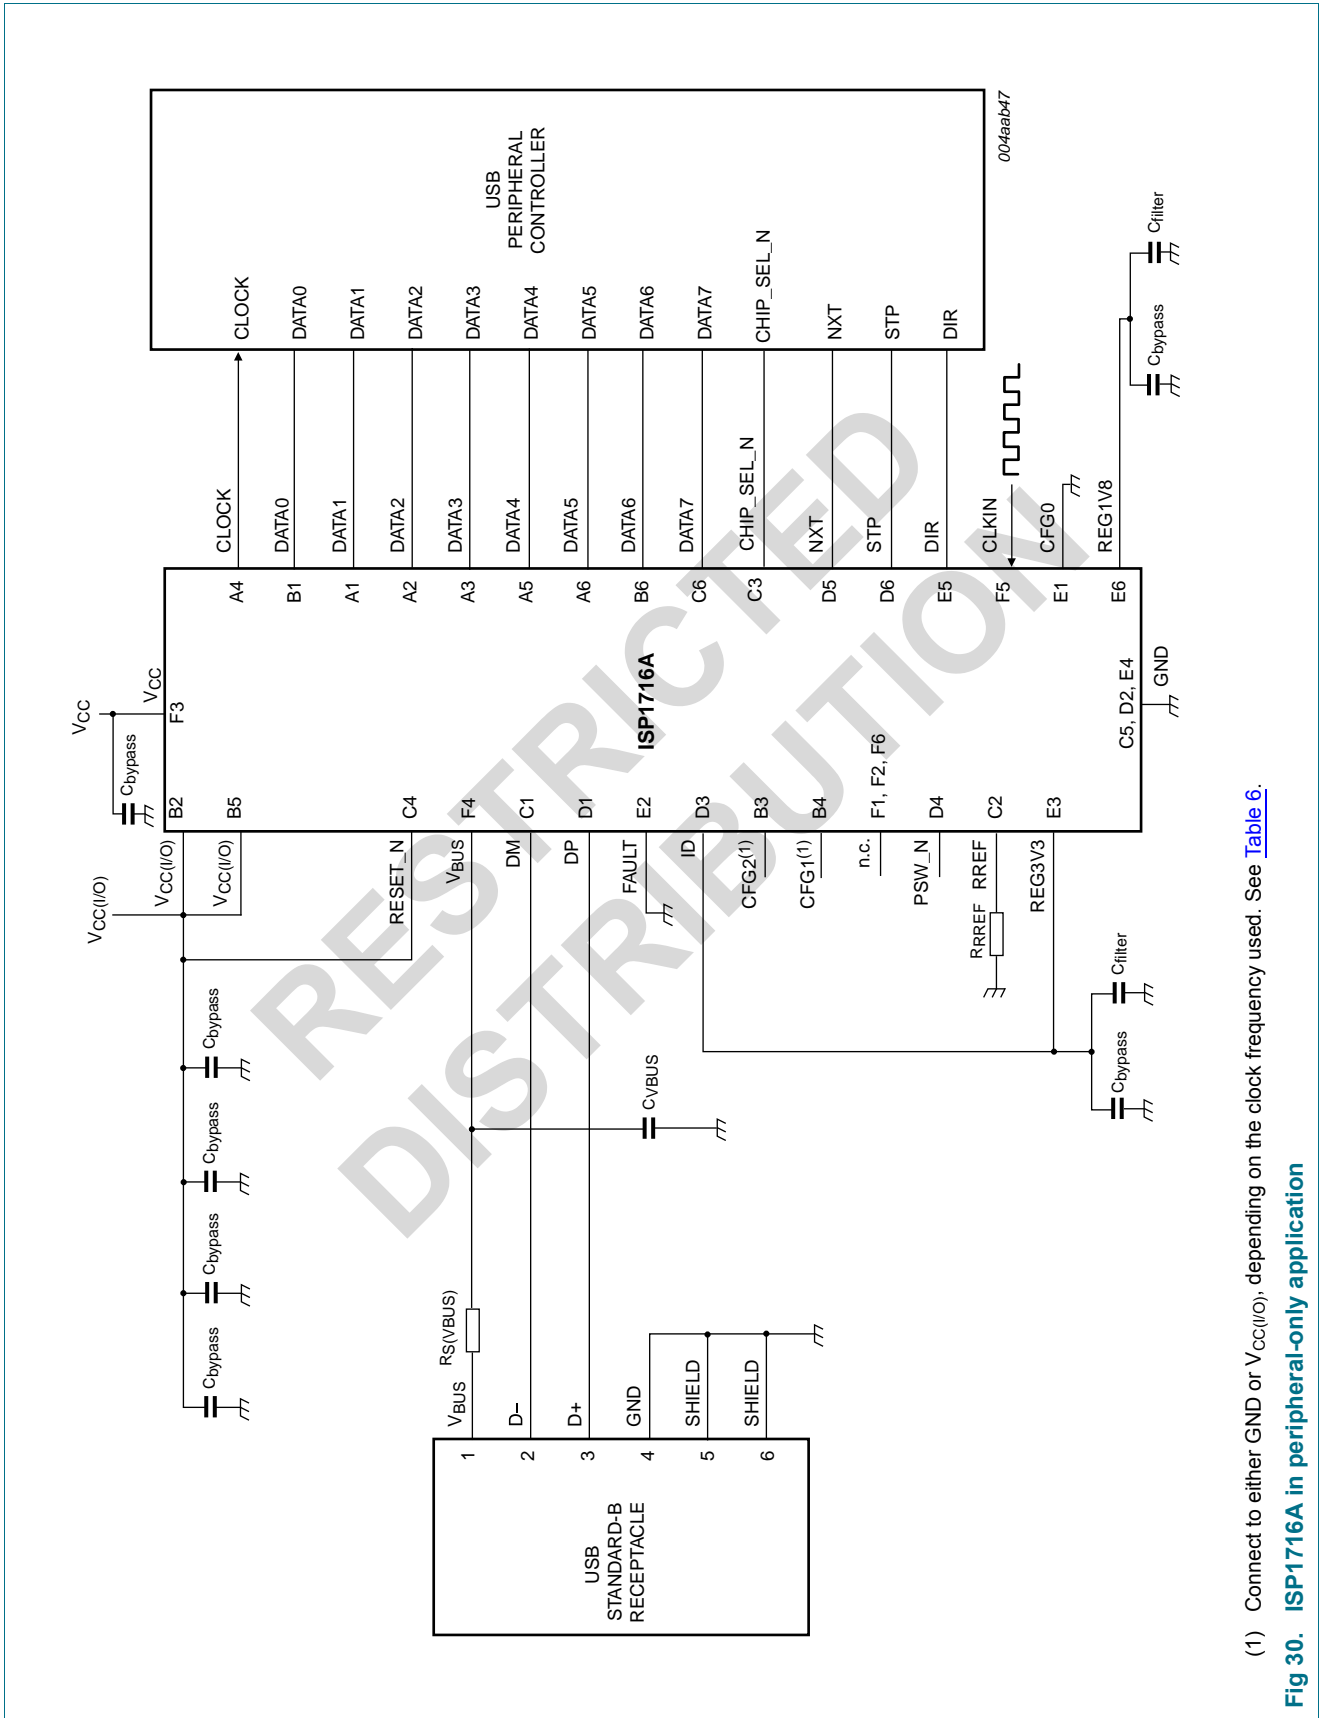 VCC(I/O)
VCC
Cbypass
Cbypass
Cbypass
Cbypass
Cbypass
VCC(I/O)
VCC(I/O)
RESET_N
VBUS
DM
DP
FAULT
ID
CFG2(1)
CFG1(1)
n.c.
PSW_N
RREF
RRREF
REG3V3
B2
B5
C4
F4
C1
D1
E2
D3
B3
B4
F1, F2, F6
D4
C2
E3
VCC
F3
ISP1716A
C5, D2, E4
GND
A4
B1
A1
A2
A3
A5
A6
B6
C6
C3
D5
D6
E5
F5
E1
E6
CLOCK
DATA0
DATA1
DATA2
DATA3
DATA4
DATA5
DATA6
DATA7
CHIP_SEL_N
NXT
STP
DIR
CLKIN
CFG0
REG1V8
CLOCK
DATA0
DATA1
DATA2
DATA3
DATA4
DATA5
DATA6
DATA7
CHIP_SEL_N
NXT
STP
DIR
USB
PERIPHERAL
CONTROLLER
004aab47
Cbypass
Cfilter
RS(VBUS)
CVBUS
Cbypass
Cfilter
VBUS
D−
D+
GND
SHIELD
SHIELD
1
2
3
4
5
6
USB
STANDARD-B
RECEPTACLE
RESTRICTED
DISTRIBUTION
(1) Connect to either GND or VCC(I/O), depending on the clock frequency used. See Table 6.
Fig 30. ISP1716A in peripheral-only application